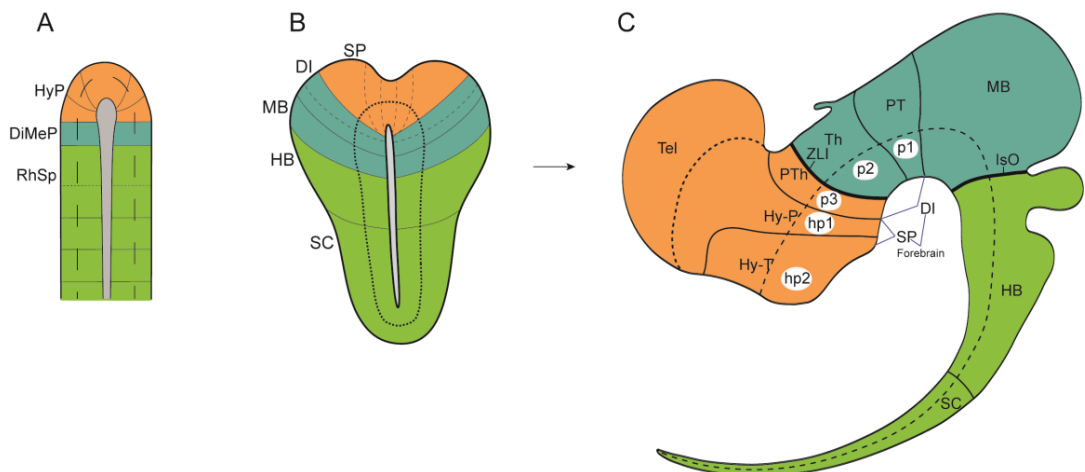 A
HyP
DiMeP
RhSp
B
SP
DI
MB
HB
SC
C
MB
PT
Tel
Th
ZLI
p1
IsO
PTh
p2
p3
DI
Hy-P
hp1
SP
Forebrain
Hy-T
hp2
HB
SC